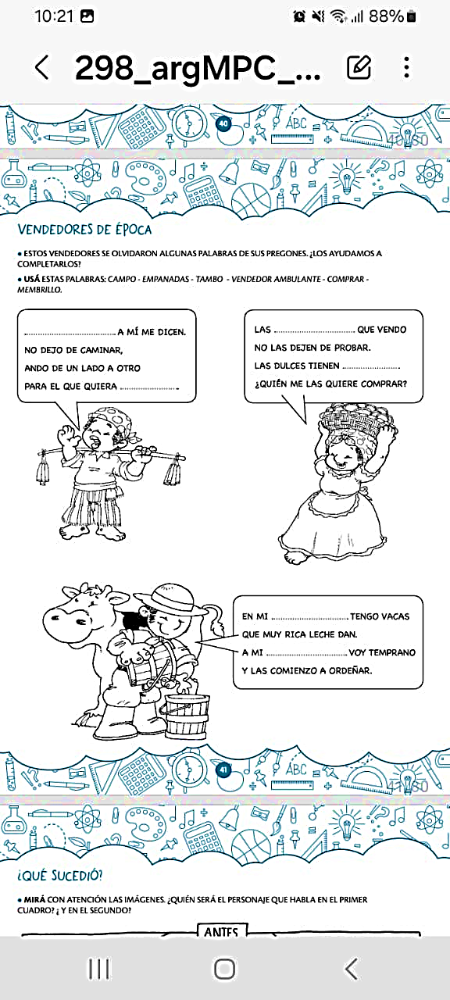 10:21
88%
298_argMPC_...
40
ABC
VENDEDORES DE ÉPOCA
• ESTOS VENDEDORES SE OLVIDARON ALGUNAS PALABRAS DE SUS PREGONES. ¿LOS AYUDAMOS A
COMPLETARLOS?
• USÁ ESTAS PALABRAS: CAMPO - EMPANADAS - TAMBO - VENDEDOR AMBULANTE - COMPRAR -
MEMBRILLO.
.................................... A MÍ ME DICEN.
NO DEJO DE CAMINAR,
ANDO DE UN LADO A OTRO
PARA EL QUE QUIERA .......................
LAS ................................ QUE VENDO
NO LAS DEJEN DE PROBAR.
LAS DULCES TIENEN .......................
¿QUIÉN ME LAS QUIERE COMPRAR?
EN MI ............................... TENGO VACAS
QUE MUY RICA LECHE DAN.
A MI ................................ VOY TEMPRANO
Y LAS COMIENZO A ORDEÑAR.
41
ABC
¿QUÉ SUCEDIÓ?
• MIRÁ CON ATENCIÓN LAS IMÁGENES. ¿QUIÉN SERÁ EL PERSONAJE QUE HABLA EN EL PRIMER
CUADRO? ¿ Y EN EL SEGUNDO?
ANTES